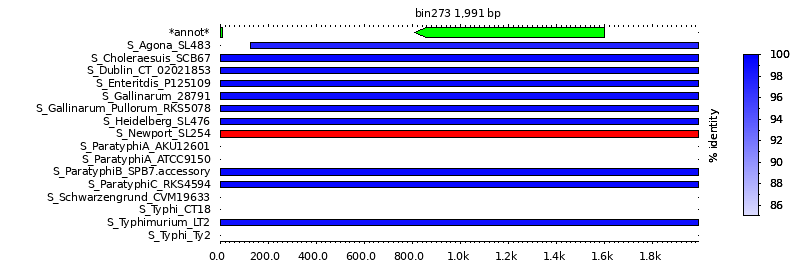 bin273 1,991 bp
*annot*
S_Agona_SL483
S_Choleraesuis_SCB67
S_Dublin_CT_02021853
S_Enteritdis_P125109
S_Gallinarum_28791
S_Gallinarum_Pullorum_RKS5078
S_Heidelberg_SL476
S_Newport_SL254
S_ParatyphiA_AKU12601
S_ParatyphiA_ATCC9150
S_ParatyphiB_SPB7.accessory
S_ParatyphiC_RKS4594
S_Schwarzengrund_CVM19633
S_Typhi_CT18
S_Typhimurium_LT2
S_Typhi_Ty2
0.0 200.0 400.0 600.0 800.0 1.0k 1.2k 1.4k 1.6k 1.8k
% identity
100
98
96
94
92
90
88
86